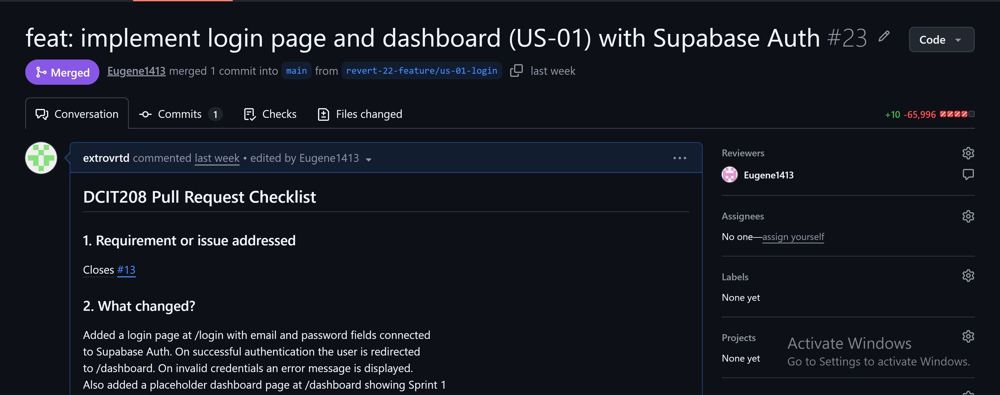 feat: implement login page and dashboard (US-01) with Supabase Auth #23
Code
Merged
Eugene1413 merged 1 commit into main from revert-22-feature/us-01-login last week
Conversation
Commits 1
Checks
Files changed
+10 -65,996
extrovrtd commented last week • edited by Eugene1413
DCIT208 Pull Request Checklist
1. Requirement or issue addressed
Closes #13
2. What changed?
Added a login page at /login with email and password fields connected
to Supabase Auth. On successful authentication the user is redirected
to /dashboard. On invalid credentials an error message is displayed.
Also added a placeholder dashboard page at /dashboard showing Sprint 1
Reviewers
Eugene1413
Assignees
No one—assign yourself
Labels
None yet
Projects
None yet
Activate Windows
Go to Settings to activate Windows.